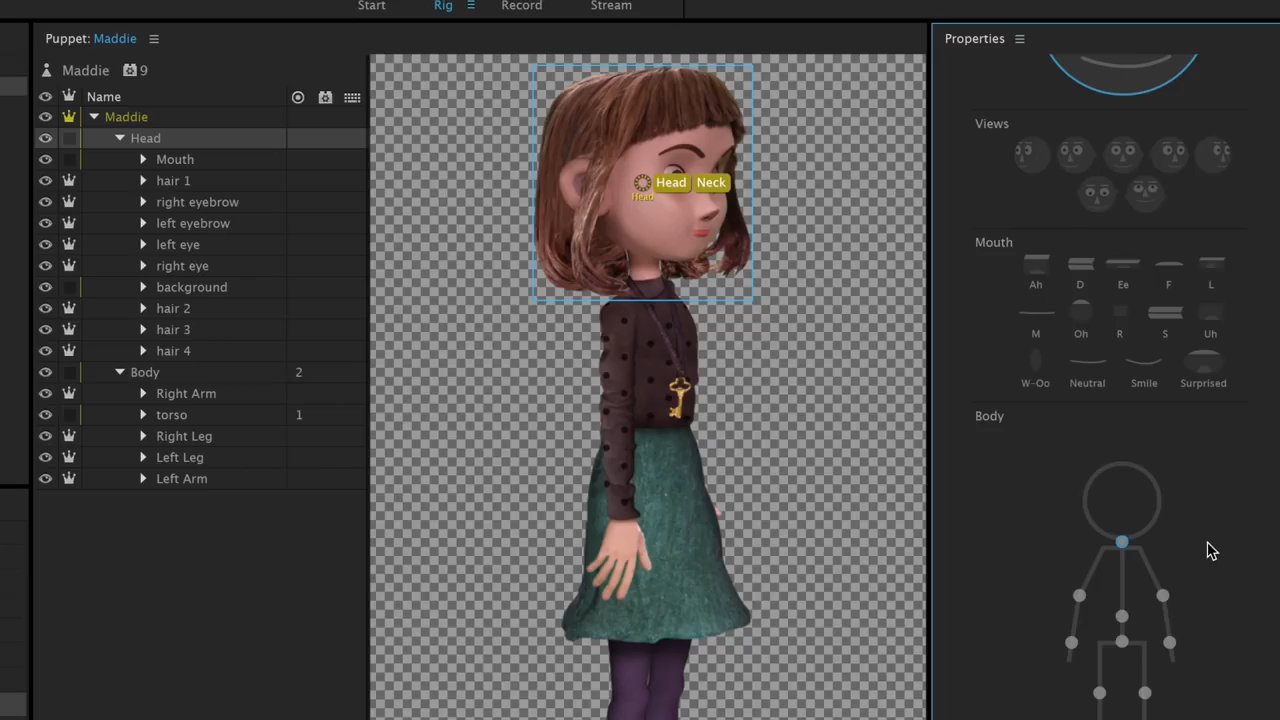 Start Rig Record Stream
Puppet: Maddie
Maddie 9
Name
Maddie
Head
Mouth
hair 1
right eyebrow
left eyebrow
left eye
right eye
background
hair 2
hair 3
hair 4
Body 2
Right Arm
torso 1
Right Leg
Left Leg
Left Arm
Head Neck
Head
Properties
Views
Mouth
Ah D Ee F L
M Oh R S Uh
W-Oo Neutral Smile Surprised
Body